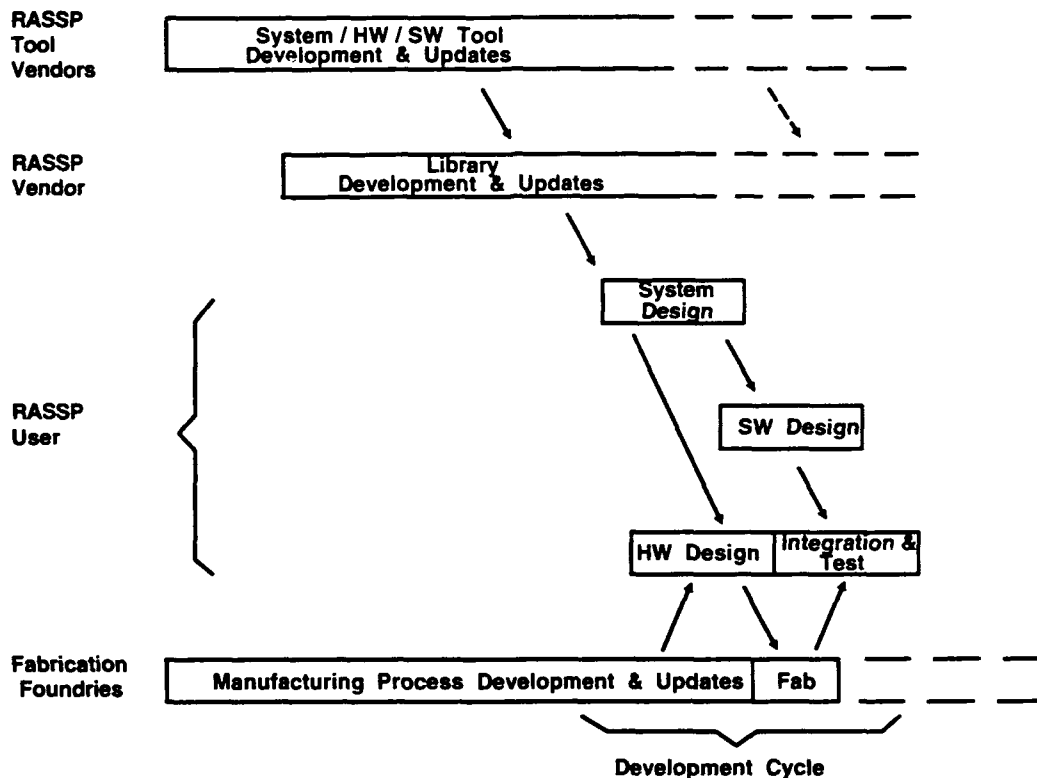 RASSP
Tool
Vendors
System / HW / SW Tool
Development & Updates
RASSP
Vendor
Library
Development & Updates
System
Design
RASSP
User
SW Design
HW Design
Integration &
Test
Fabrication
Foundries
Manufacturing Process Development & Updates
Fab
Development Cycle